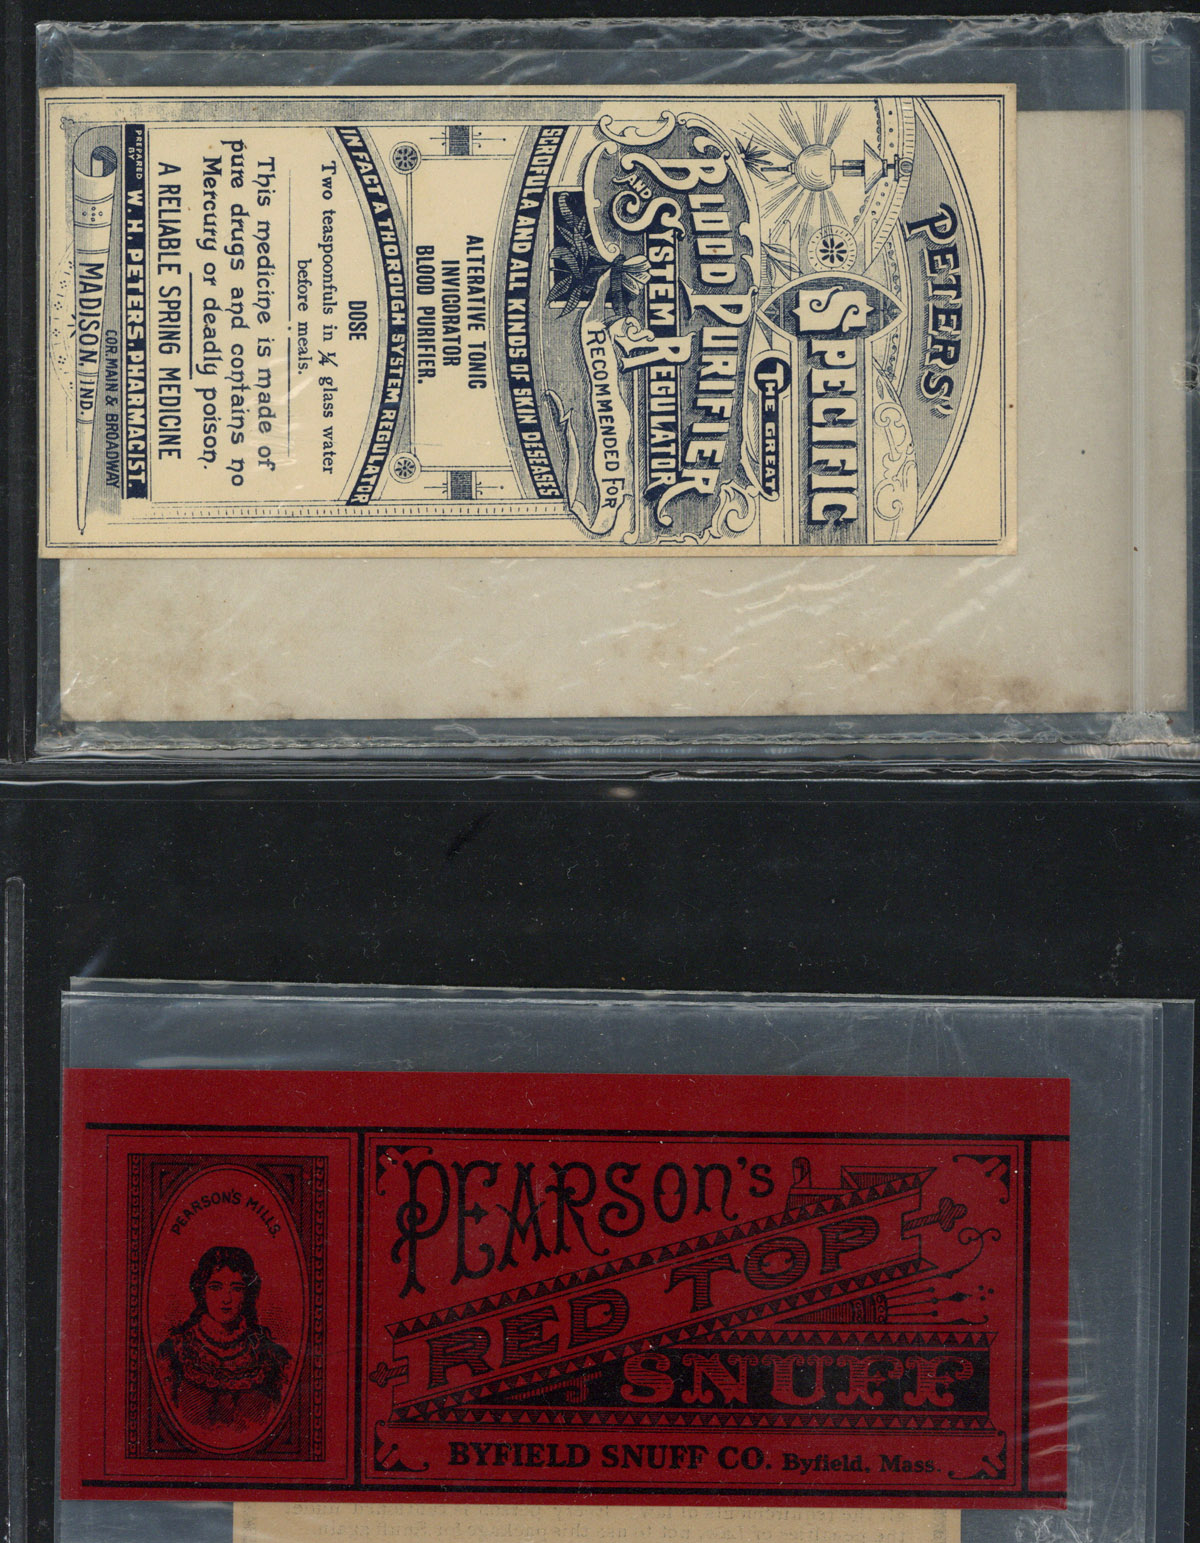 PETERS'
SPECIFIC
THE GREAT
BLOOD PURIFIER
AND SYSTEM REGULATOR
RECOMMENDED FOR
SCROFULA AND ALL KINDS OF SKIN DISEASES
ALTERATIVE TONIC
INVIGORATOR
BLOOD PURIFIER.
IN FACT A THOROUGH SYSTEM REGULATOR
DOSE
Two teaspoonfuls in ¼ glass water
before meals.
This medicine is made of
pure drugs and contains no
Mercury or deadly poison.
A RELIABLE SPRING MEDICINE
PREPARED BY W.H. PETERS, PHARMACIST.
COR. MAIN & BROADWAY
MADISON, IND.
PEARSON'S MILLS.
PEARSON'S
RED TOP
SNUFF
BYFIELD SNUFF CO. Byfield, Mass.